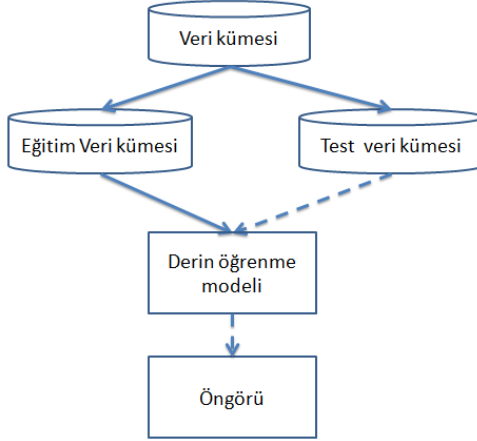 Veri kümesi
Eğitim Veri kümesi
Test veri kümesi
Derin öğrenme
modeli
Öngörü